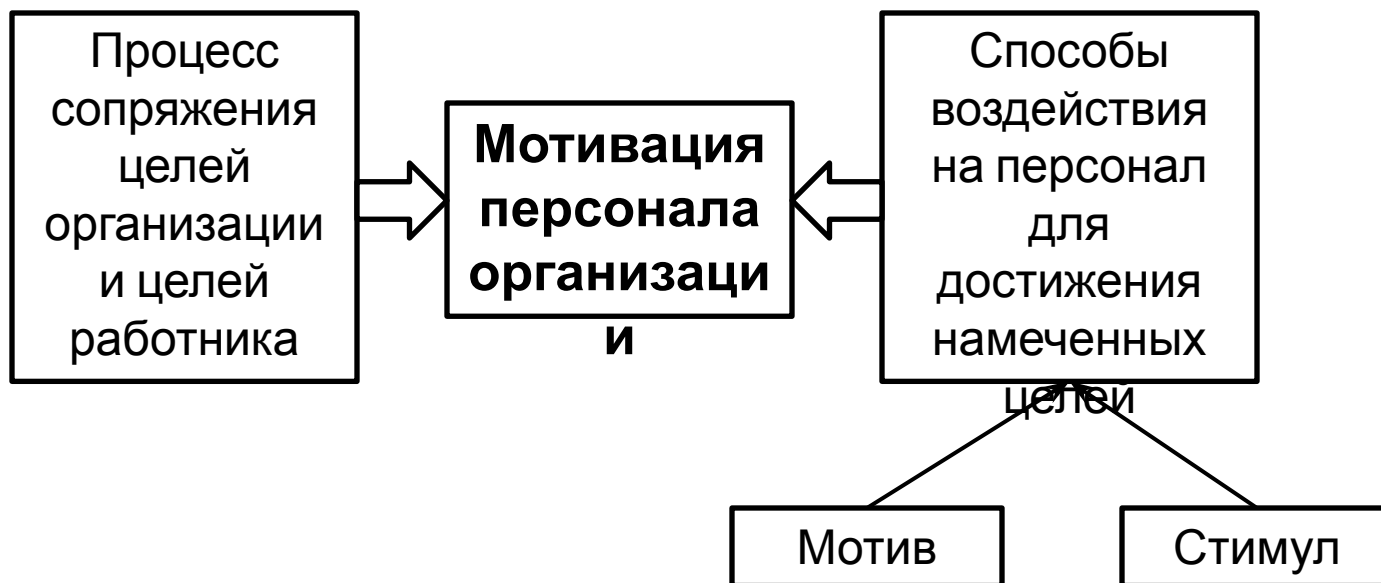 Процесс
сопряжения
целей
организации
и целей
работника
Мотивация
персонала
организаци
и
Способы
воздействия
на персонал
для
достижения
намеченных
целей
Мотив
Стимул